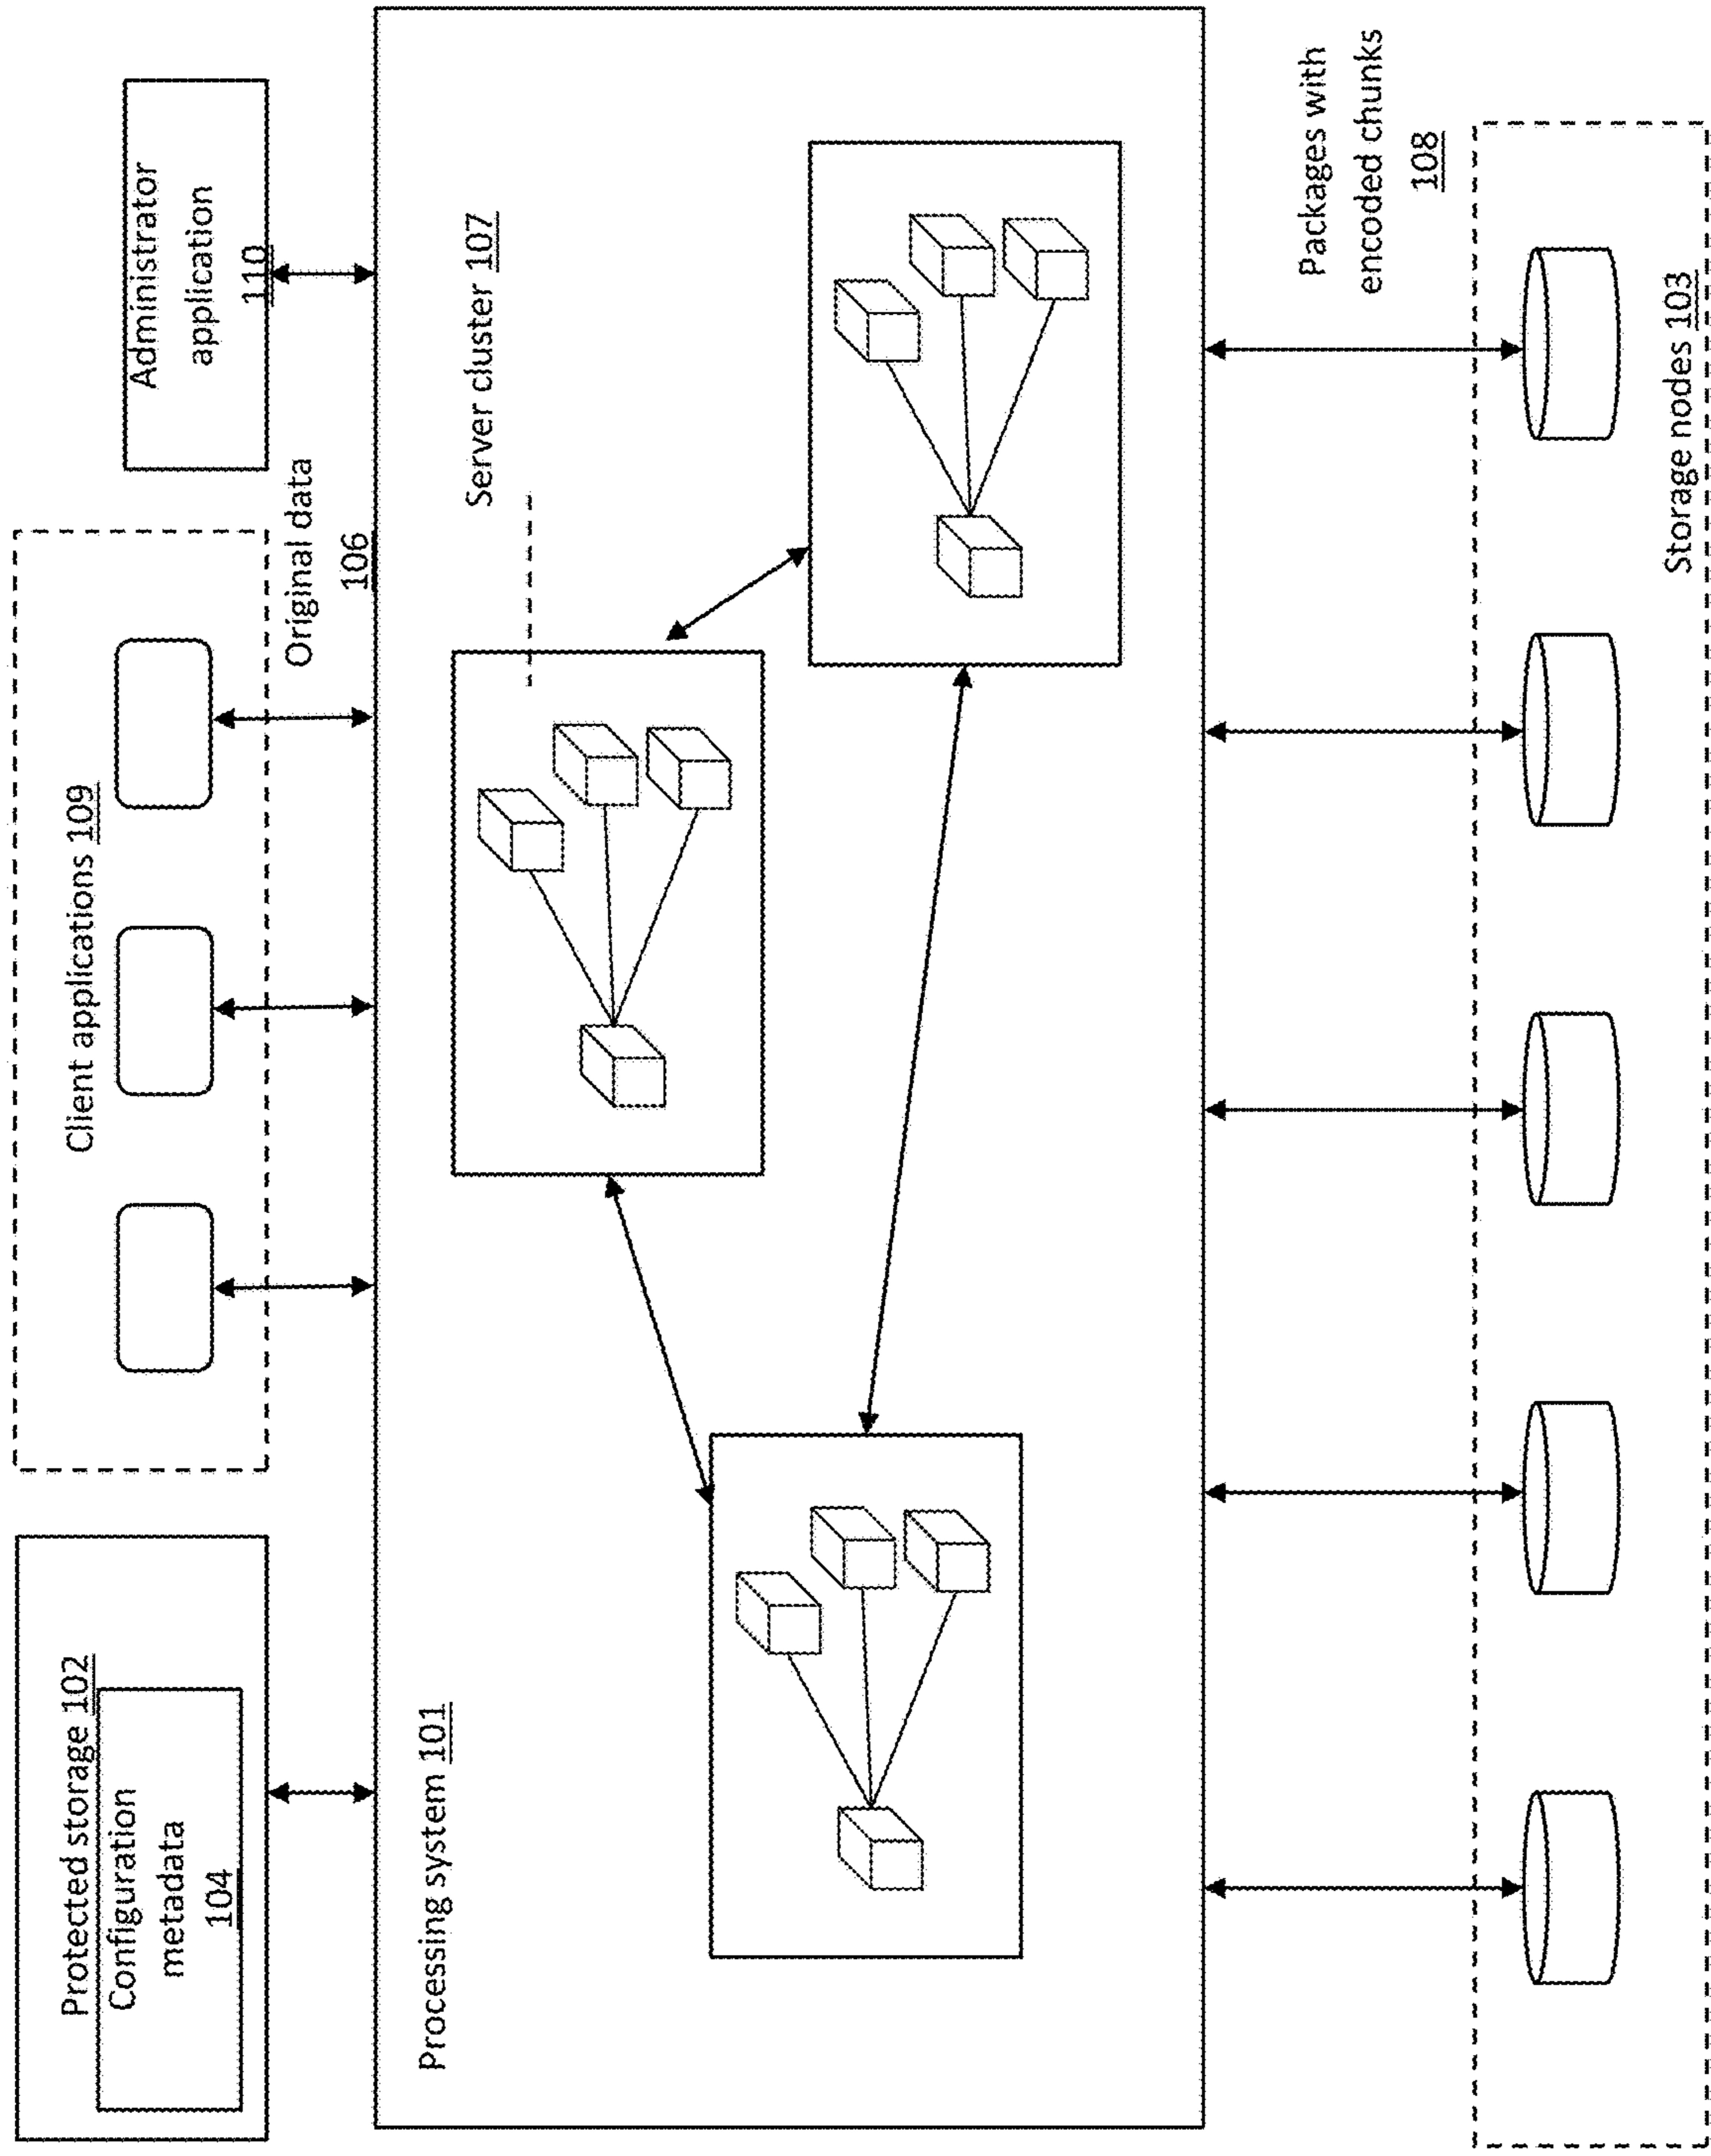 Protected storage 102
Configuration
metadata
104
Client applications 109
Original data
106
Administrator
application
110
Processing system 101
Server cluster 107
Packages with
encoded chunks
108
Storage nodes 103